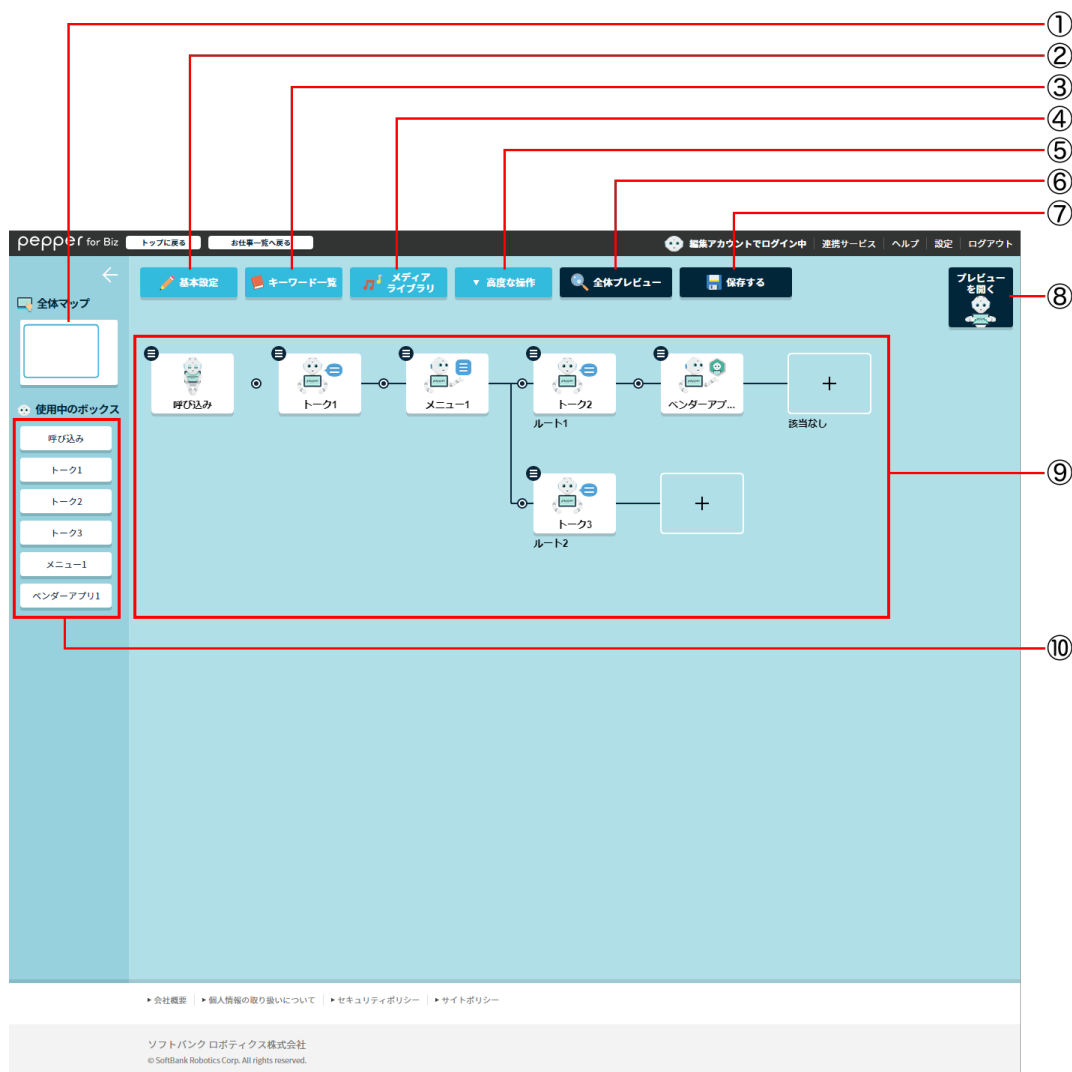 ①
②
③
④
⑤
⑥
⑦
pepper for Biz トップに戻る お仕事一覧へ戻る 編集アカウントでログイン中 連携サービス ヘルプ 設定 ログアウト
基本設定 キーワード一覧 メディア
ライブラリ ▼ 高度な操作 全体プレビュー 保存する プレビュー
を開く
⑧
全体マップ
使用中のボックス
呼び込み
トーク1
トーク2
トーク3
メニュー1
ベンダーアプリ1
呼び込み トーク1 メニュー1 トーク2 ベンダーアプ... +
ルート1 該当なし
トーク3 +
ルート2
⑨
⑩
会社概要 個人情報の取り扱いについて セキュリティポリシー サイトポリシー
ソフトバンク ロボティクス株式会社
© SoftBank Robotics Corp. All rights reserved.